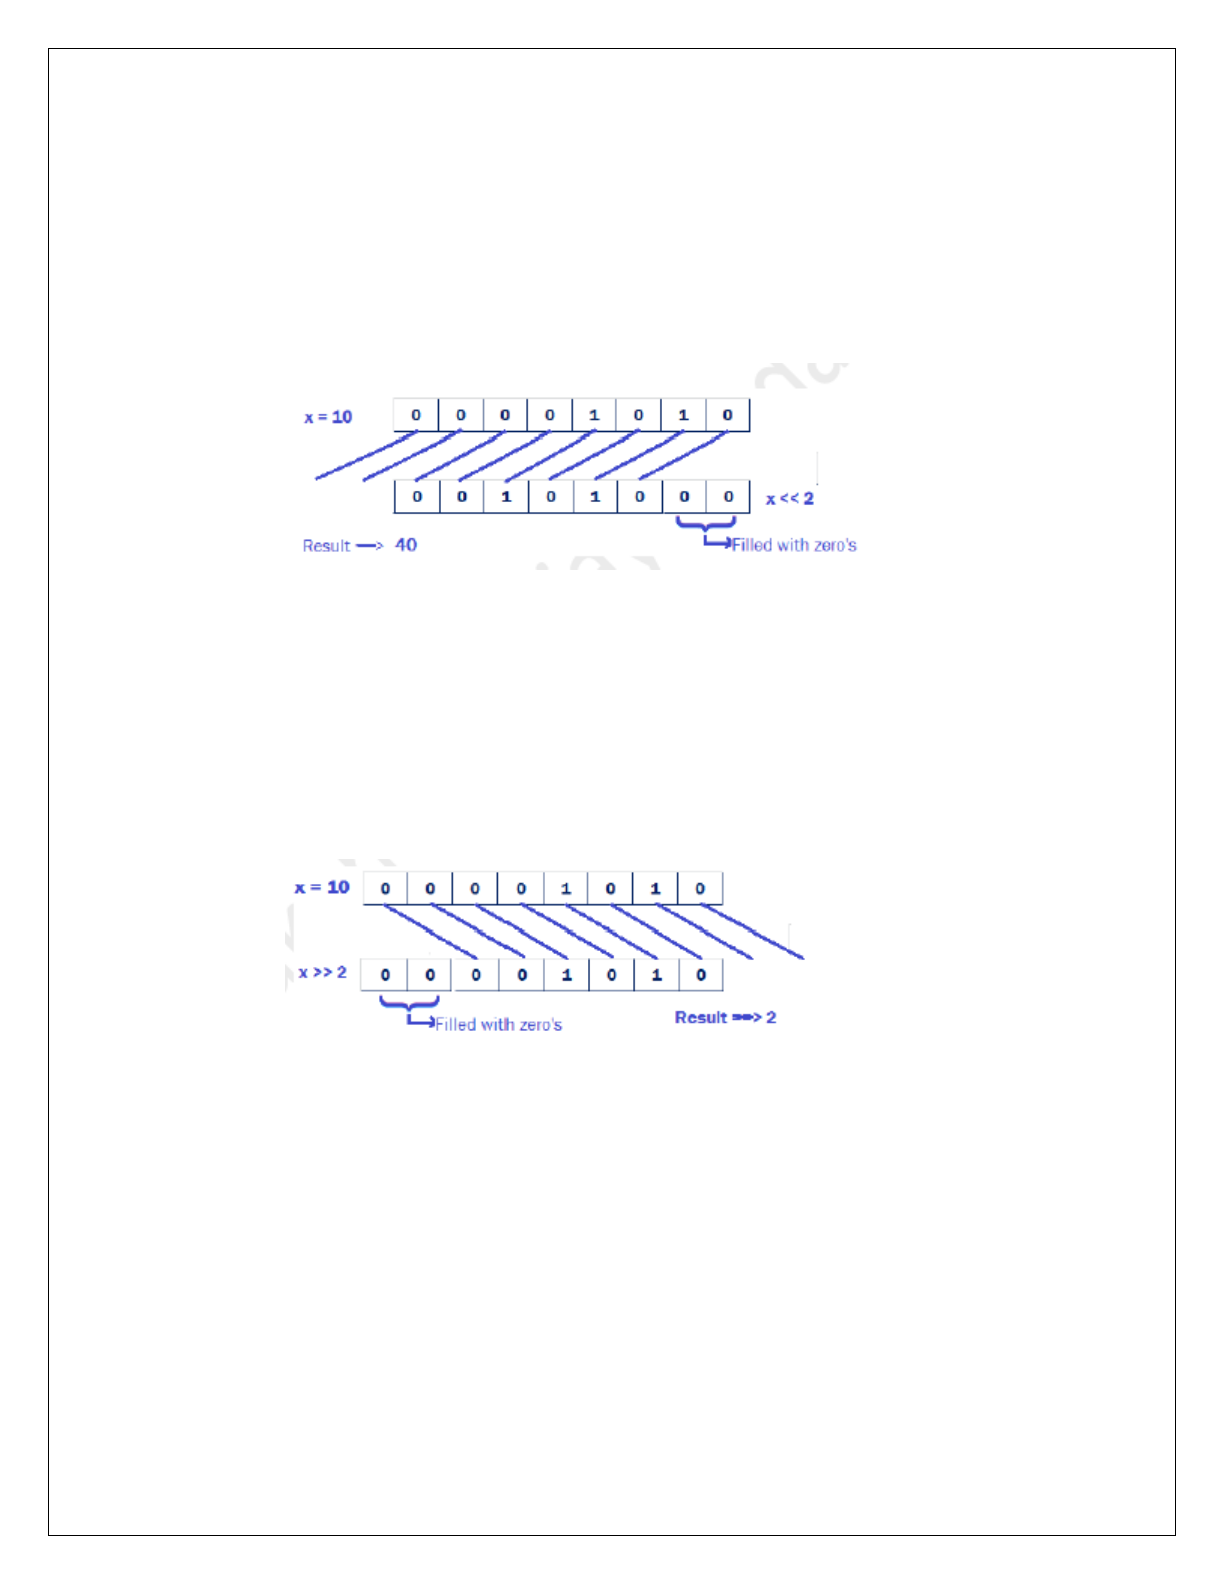 x = 10 0 0 0 0 1 0 1 0
0 0 1 0 1 0 0 0 x << 2
Result —> 40 Filled with zero's
x = 10 0 0 0 0 1 0 1 0
x >> 2 0 0 0 0 1 0 1 0
Filled with zero's Result ==> 2